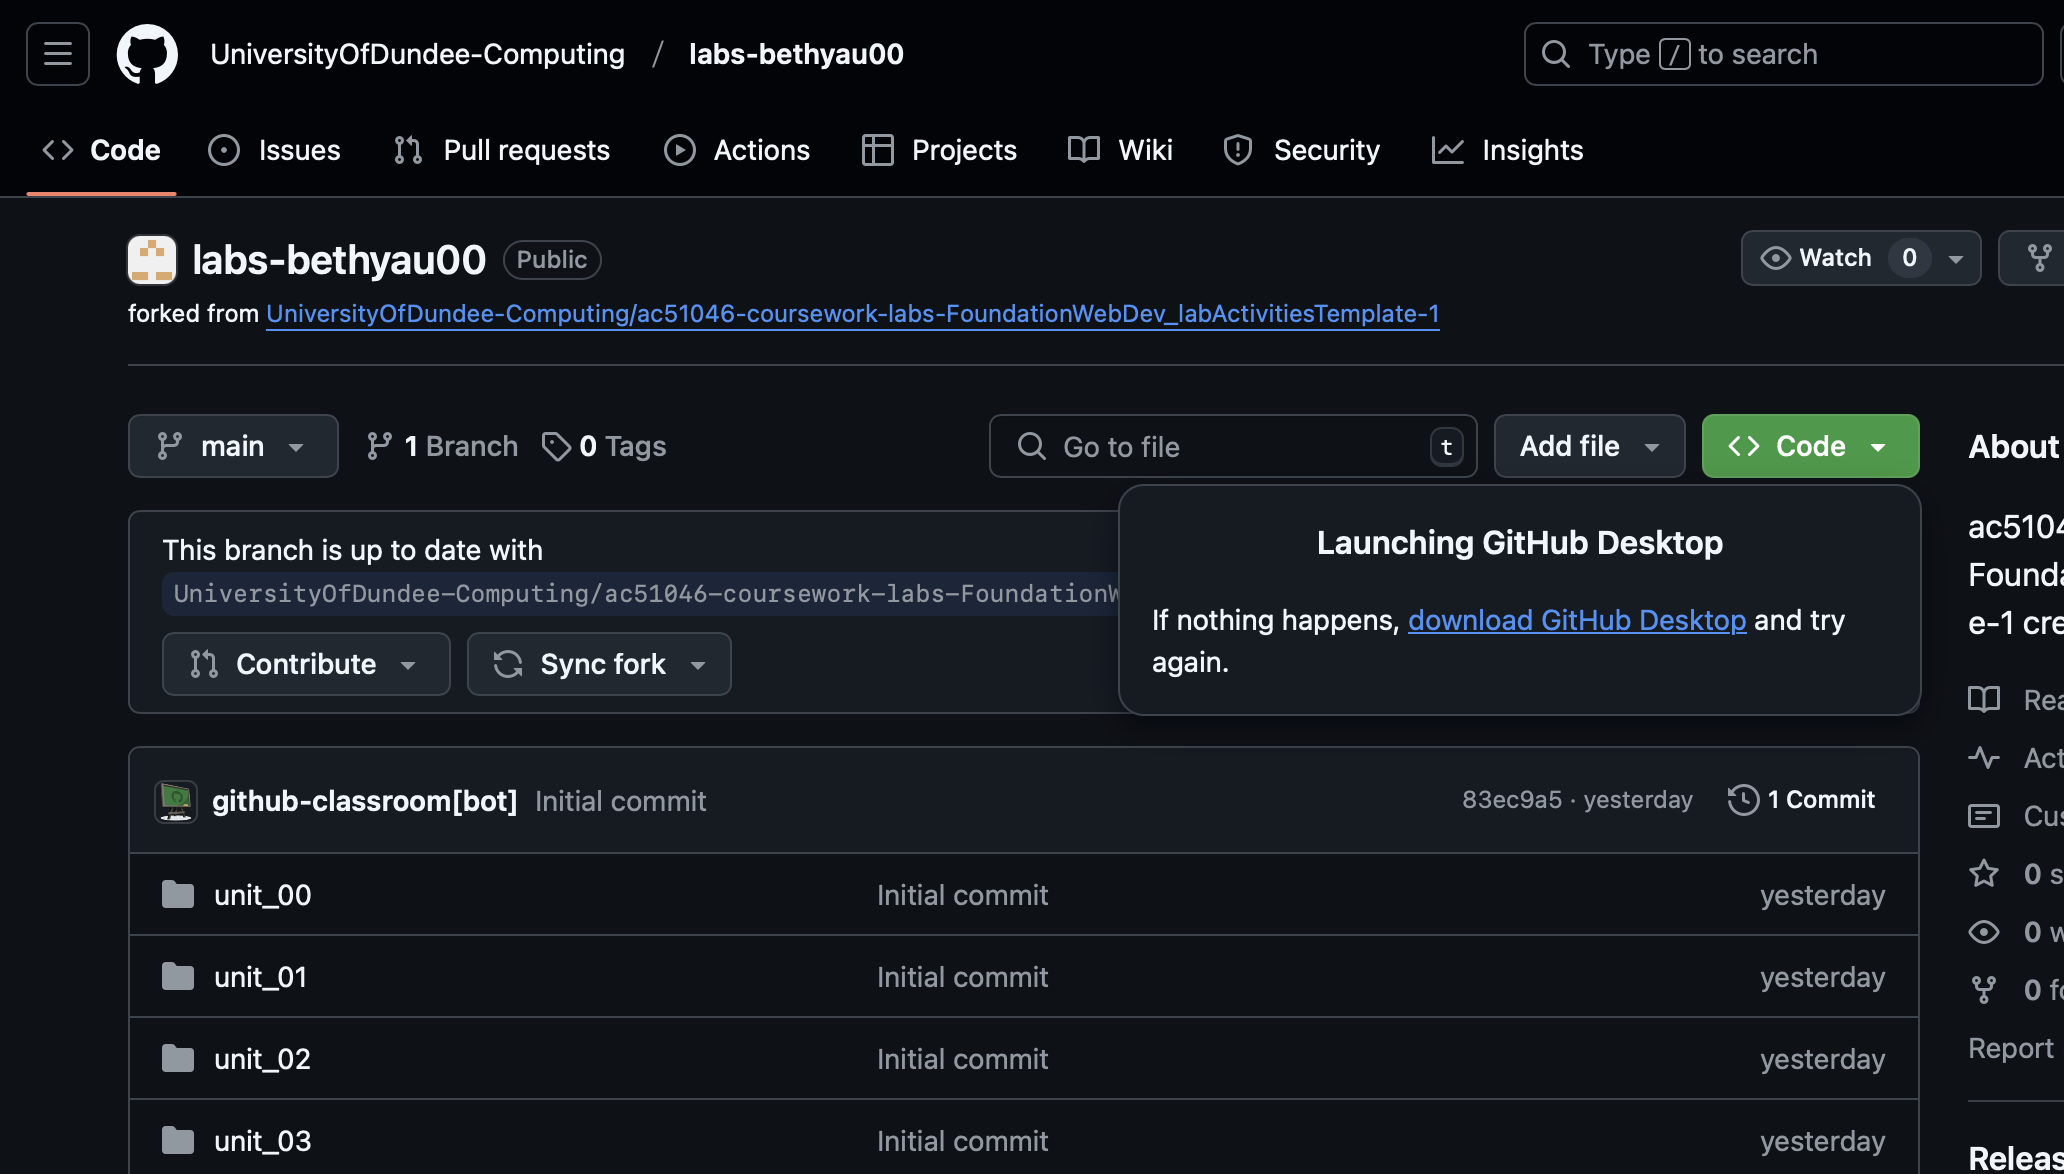 UniversityOfDundee-Computing / labs-bethyau00
Type / to search
Code Issues Pull requests Actions Projects Wiki Security Insights
labs-bethyau00 Public
Watch 0
forked from UniversityOfDundee-Computing/ac51046-coursework-labs-FoundationWebDev_labActivitiesTemplate-1
main 1 Branch 0 Tags
Go to file t
Add file
Code
About
Launching GitHub Desktop
If nothing happens, download GitHub Desktop and try
again.
This branch is up to date with
UniversityOfDundee-Computing/ac51046-coursework-labs-Foundation
Contribute Sync fork
github-classroom[bot] Initial commit 83ec9a5 · yesterday 1 Commit
unit_00 Initial commit yesterday
unit_01 Initial commit yesterday
unit_02 Initial commit yesterday
unit_03 Initial commit yesterday
ac5104
Founda
e-1 cre
Rea
Act
Cus
0 s
0 w
0 fo
Report
Releas